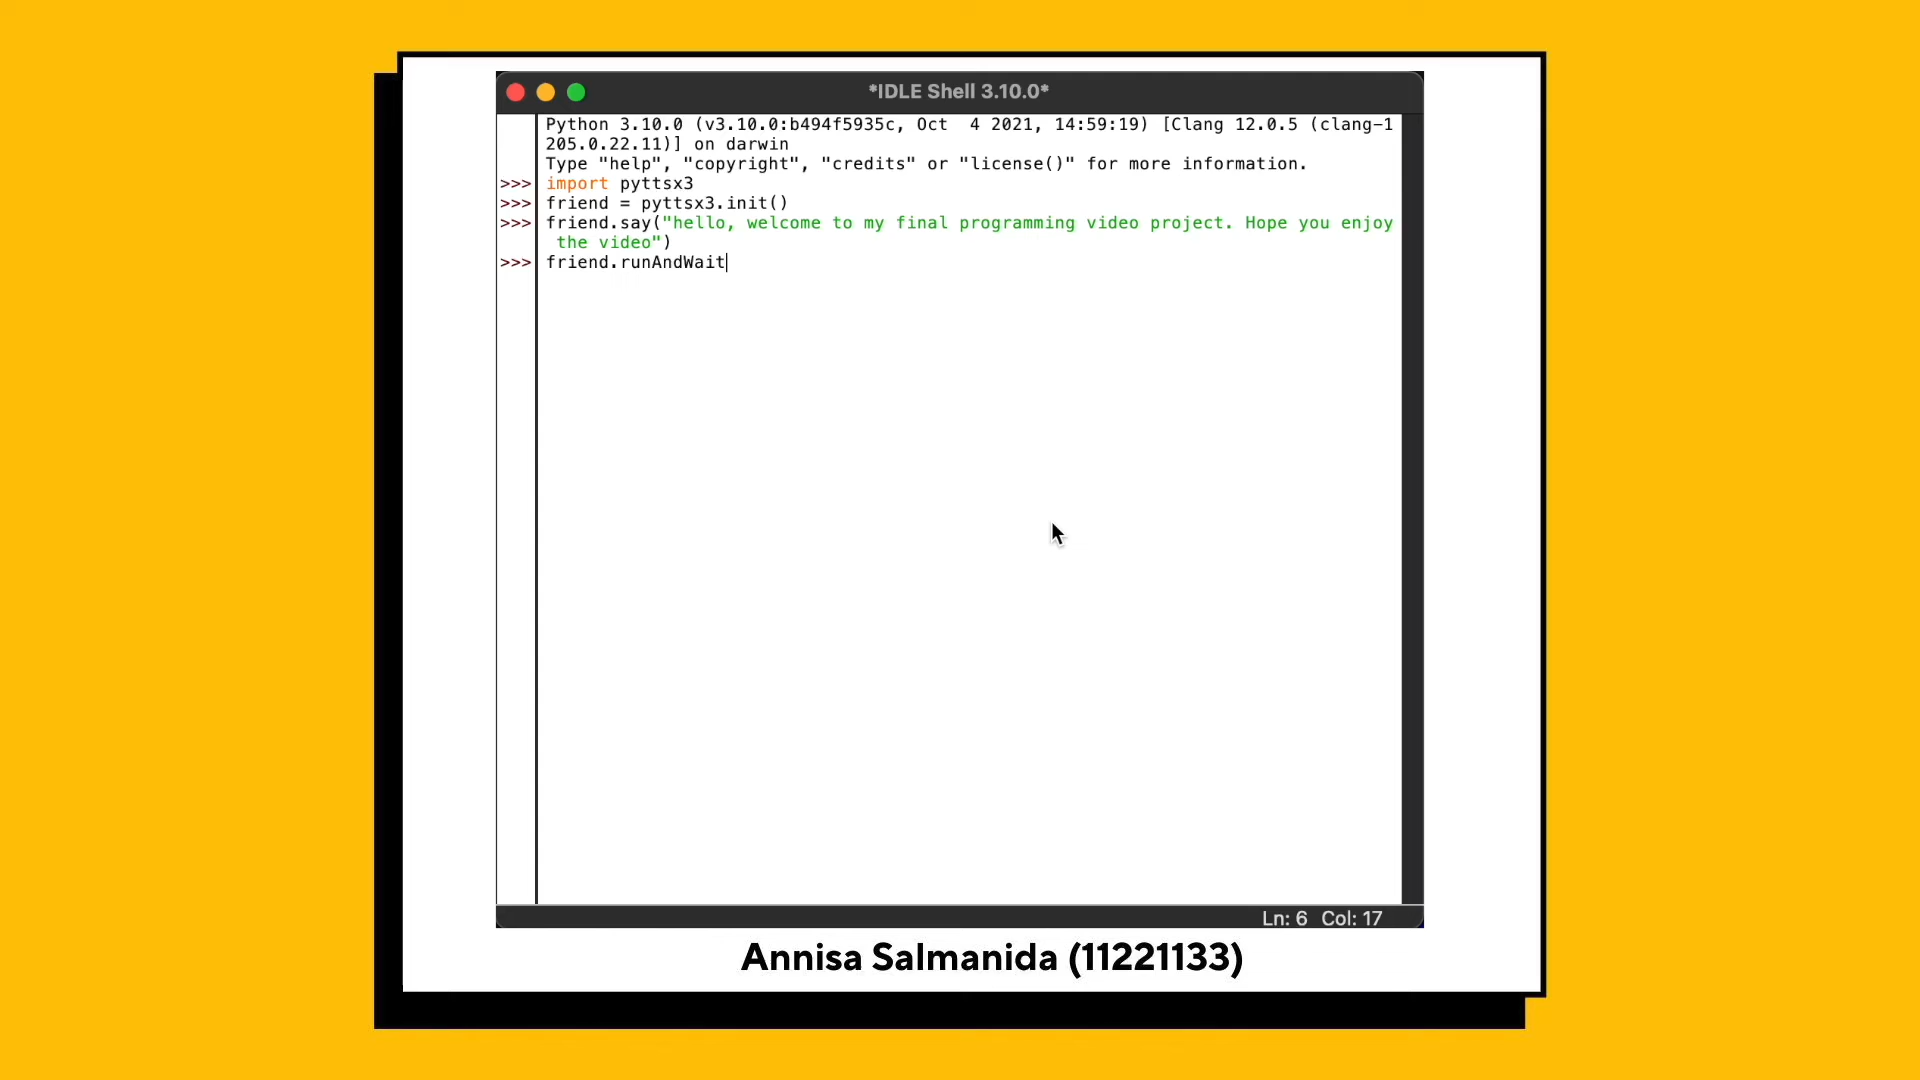 *IDLE Shell 3.10.0*
Python 3.10.0 (v3.10.0:b494f5935c, Oct  4 2021, 14:59:19) [Clang 12.0.5 (clang-1
205.0.22.11)] on darwin
Type "help", "copyright", "credits" or "license()" for more information.
>>> import pyttsx3
>>> friend = pyttsx3.init()
>>> friend.say("hello, welcome to my final programming video project. Hope you enjoy
the video")
>>> friend.runAndWait
Ln: 6 Col: 17
Annisa Salmanida (11221133)